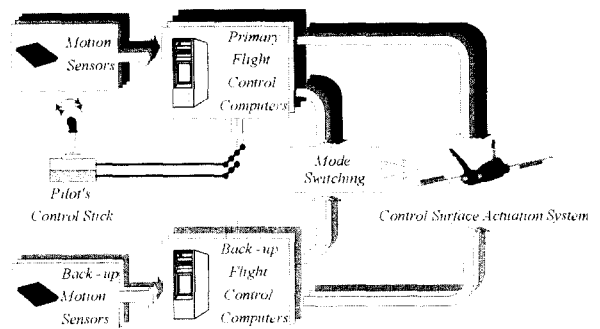 Motion
Sensors
Primary
Flight
Control
Computers
Mode
Switching
Pilot's
Control Stick
Control Surface Actuation System
Back - up
Motion
Sensors
Back - up
Flight
Control
Computers